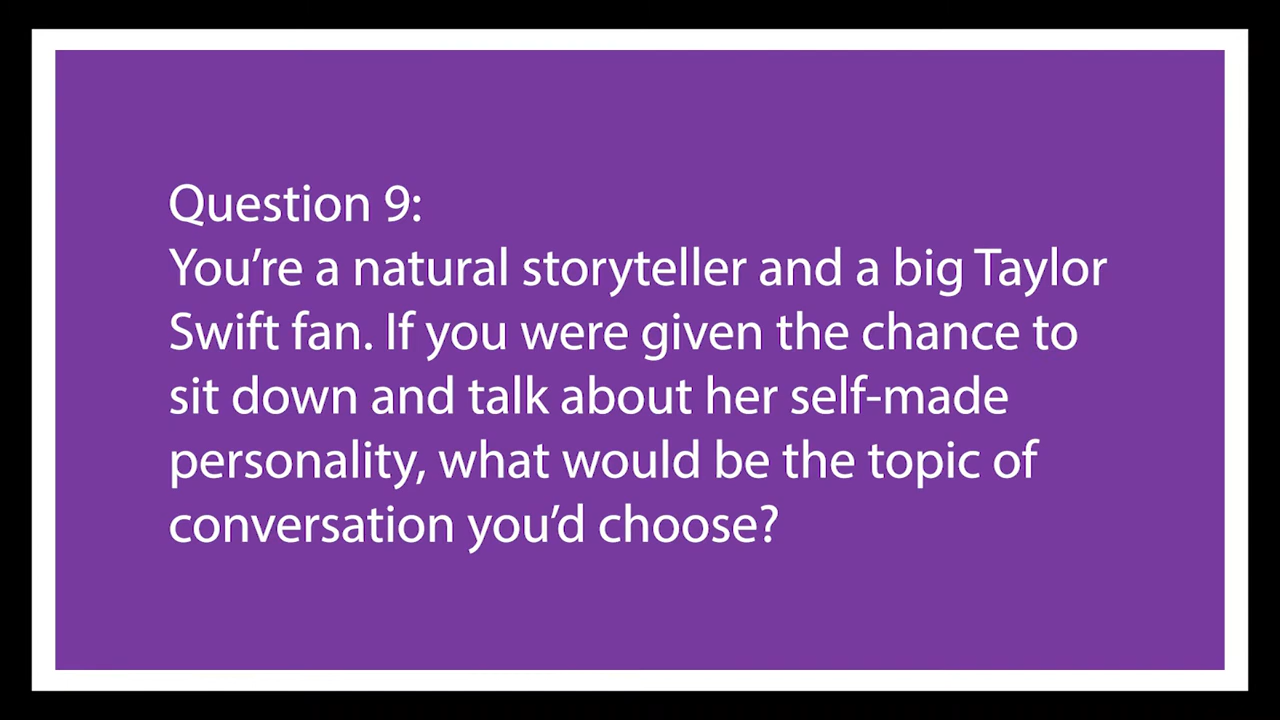 Question 9:
You’re a natural storyteller and a big Taylor
Swift fan. If you were given the chance to
sit down and talk about her self-made
personality, what would be the topic of
conversation you’d choose?